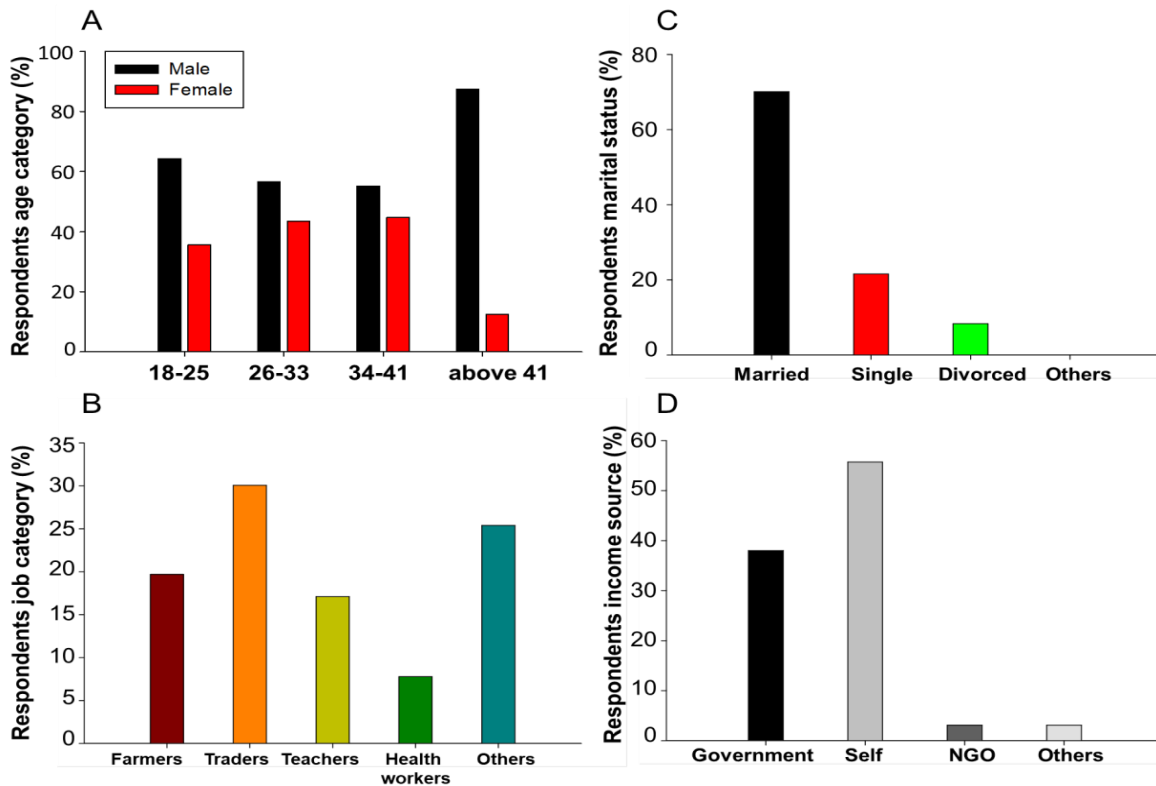 A
Respondents age category (%)
100
80
60
40
20
0
Male
Female
18-25 26-33 34-41 above 41
C
Respondents marital status (%)
80
60
40
20
0
Married Single Divorced Others
B
Respondents job category (%)
35
30
25
20
15
10
5
0
Farmers Traders Teachers Health Others
workers
D
Respondents income source (%)
60
50
40
30
20
10
0
Government Self NGO Others